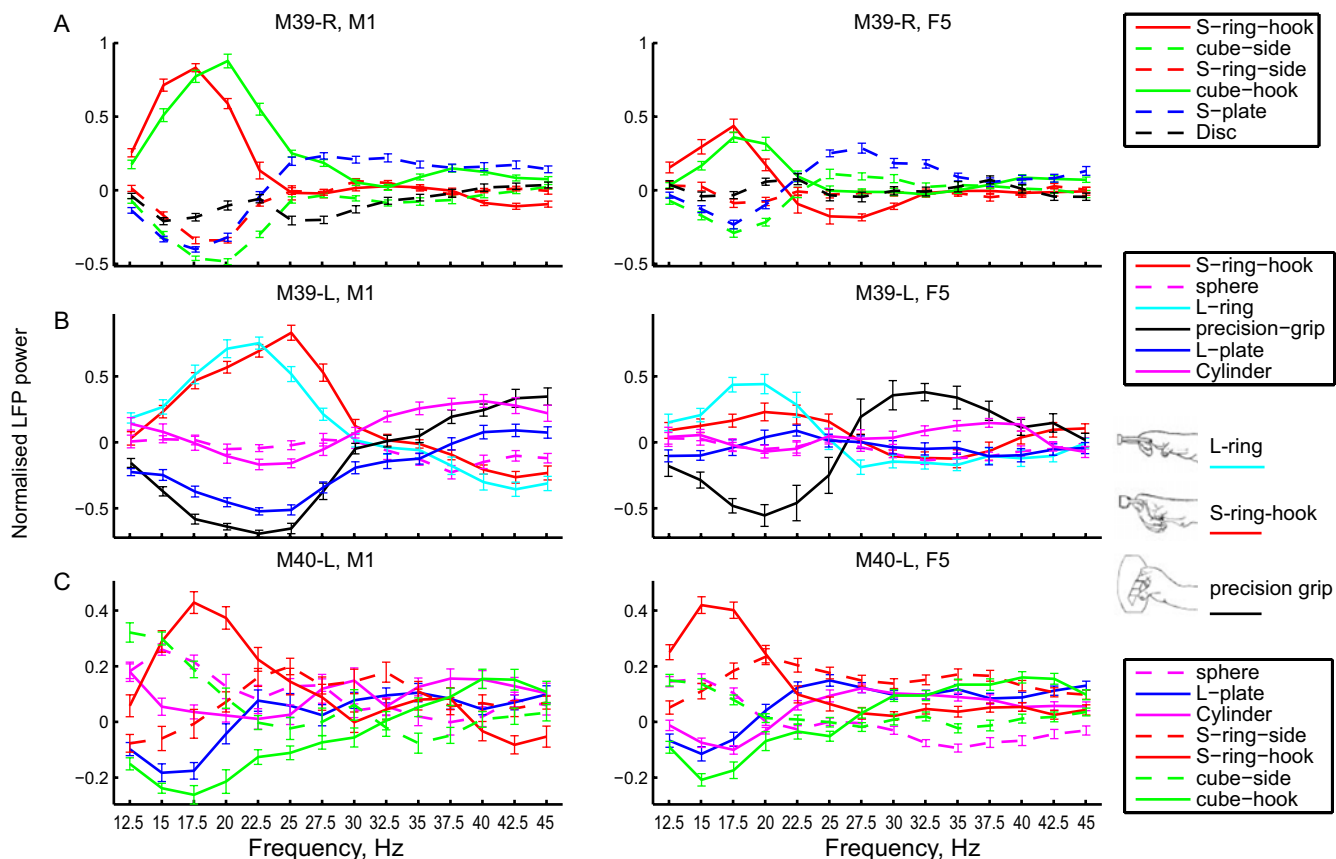 A
M39-R, M1
M39-R, F5
1
0.5
0
−0.5
1
0.5
0
−0.5
S−ring−hook
cube−side
S−ring−side
cube−hook
S−plate
Disc
B
M39-L, M1
M39-L, F5
Normalised LFP power
0.5
0
−0.5
0.5
0
−0.5
S−ring−hook
sphere
L−ring
precision−grip
L−plate
Cylinder
L-ring
S-ring-hook
precision grip
C
M40-L, M1
M40-L, F5
0.4
0.2
0
−0.2
0.4
0.2
0
−0.2
sphere
L−plate
Cylinder
S−ring−side
S−ring−hook
cube−side
cube−hook
12.5 15 17.5 20 22.5 25 27.5 30 32.5 35 37.5 40 42.5 45
12.5 15 17.5 20 22.5 25 27.5 30 32.5 35 37.5 40 42.5 45
Frequency, Hz
Frequency, Hz